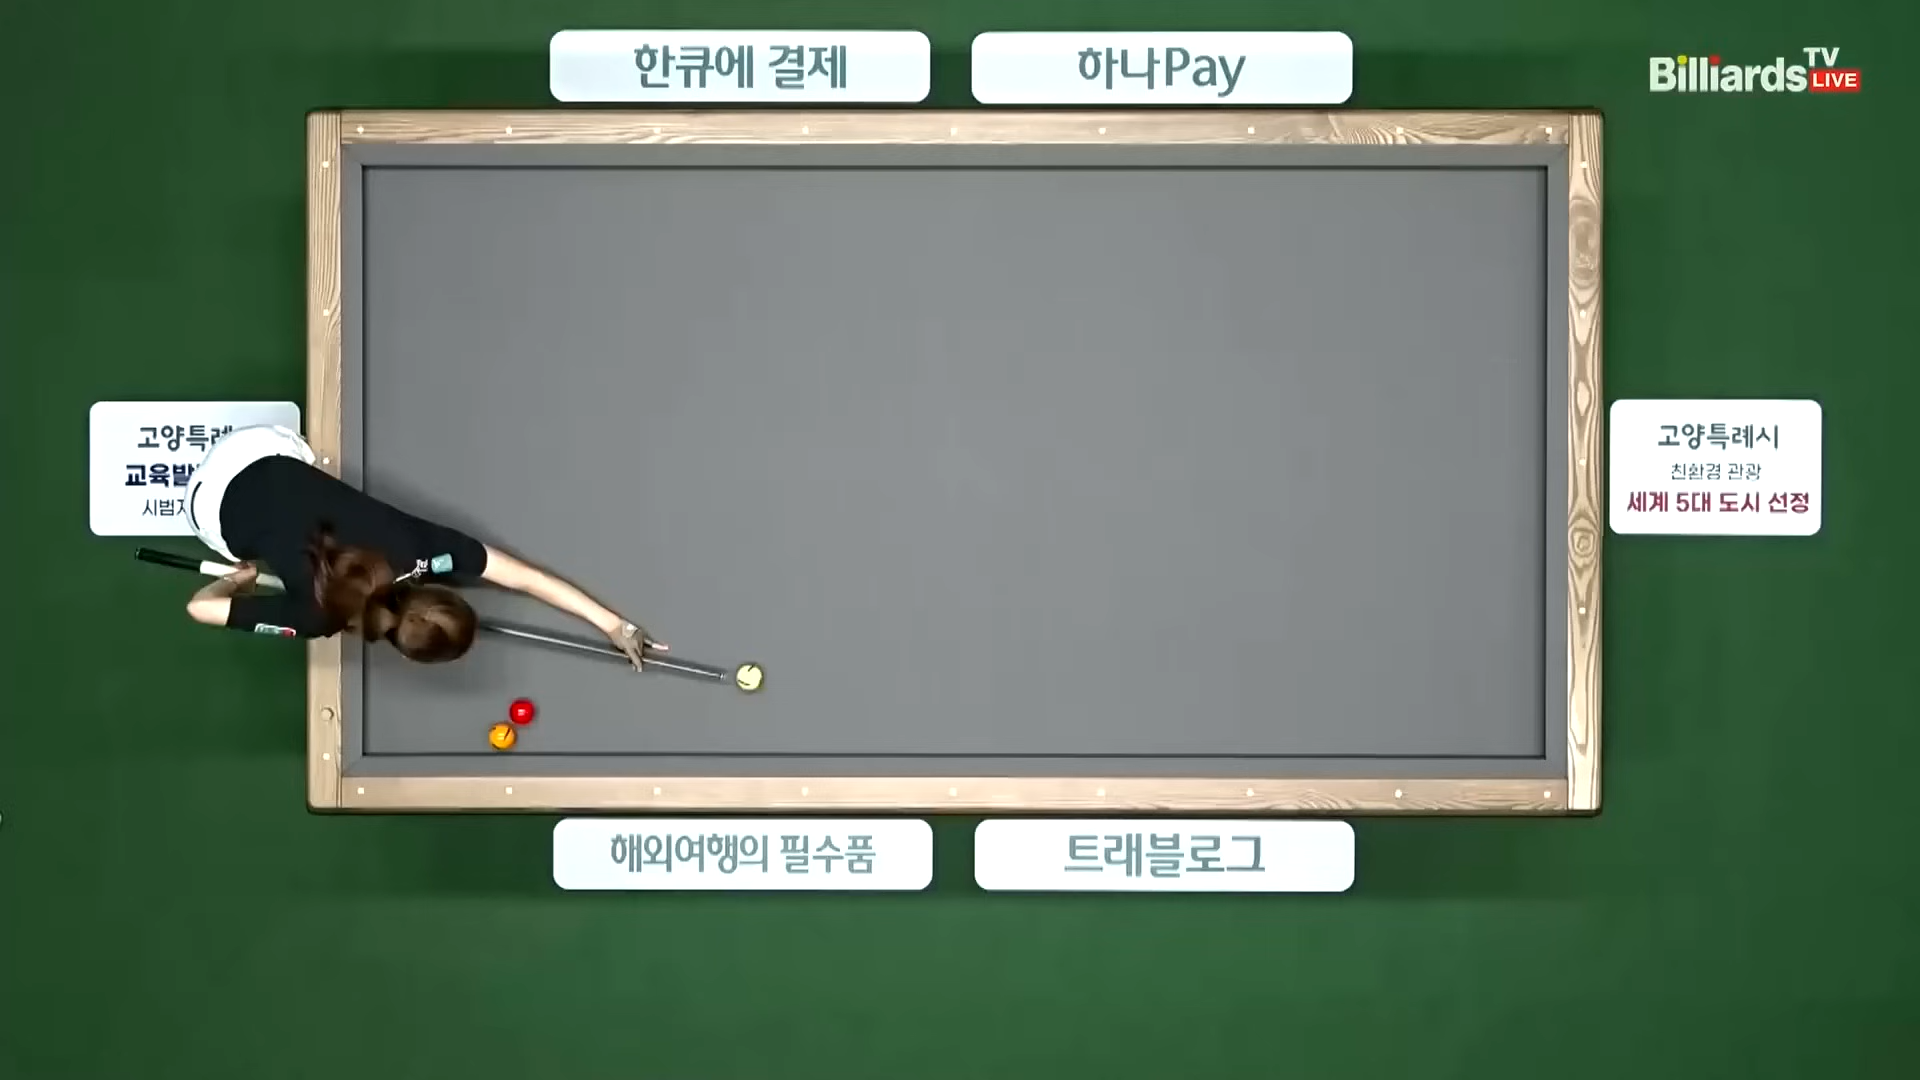 한큐에 결제
하나Pay
Billiards TV LIVE
고양특례
교육발
시범지
고양특례시
친환경 관광
세계 5대 도시 선정
해외여행의 필수품
트래블로그